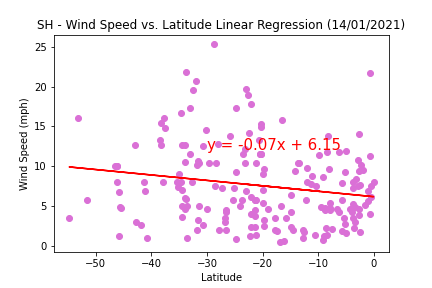 SH - Wind Speed vs. Latitude Linear Regression (14/01/2021)
25
20
15
10
5
0
Wind Speed (mph)
y = -0.07x + 6.15
−50 −40 −30 −20 −10 0
Latitude